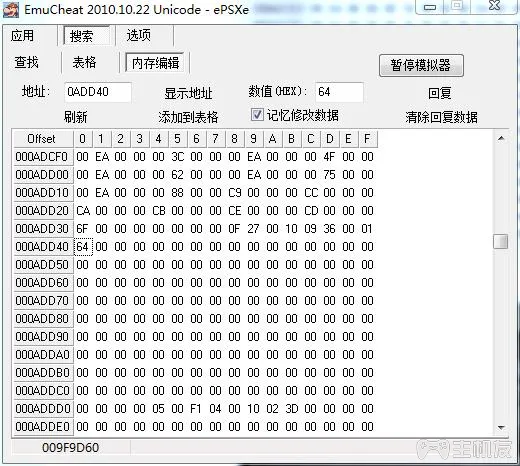 EmuCheat 2010.10.22 Unicode - ePSXe
应用 搜索 选项
查找 表格 内存编辑 暂停模拟器
地址: 0ADD40 显示地址 数值(HEX): 64 回复
刷新 添加到表格 记忆修改数据 清除回复数据
Offset 0 1 2 3 4 5 6 7 8 9 A B C D E F
000ADCF0 00 EA 00 00 00 3C 00 00 00 EA 00 00 00 4F 00 00
000ADD00 00 EA 00 00 00 62 00 00 00 EA 00 00 00 75 00 00
000ADD10 00 EA 00 00 00 88 00 00 C9 00 00 00 CC 00 00 00
000ADD20 CA 00 00 00 CB 00 00 00 CE 00 00 00 CD 00 00 00
000ADD30 6F 00 00 00 00 00 00 00 0F 27 00 10 09 36 00 01
000ADD40 64 00 00 00 00 00 00 00 00 00 00 00 00 00 00 00
000ADD50 00 00 00 00 00 00 00 00 00 00 00 00 00 00 00 00
000ADD60 00 00 00 00 00 00 00 00 00 00 00 00 00 00 00 00
000ADD70 00 00 00 00 00 00 00 00 00 00 00 00 00 00 00 00
000ADD80 00 00 00 00 00 00 00 00 00 00 00 00 00 00 00 00
000ADD90 00 00 00 00 00 00 00 00 00 00 00 00 00 00 00 00
000ADDA0 00 00 00 00 00 00 00 00 00 00 00 00 00 00 00 00
000ADDB0 00 00 00 00 00 00 00 00 00 00 00 00 00 00 00 00
000ADDC0 00 00 00 00 00 00 00 00 00 00 00 00 00 00 00 00
000ADDD0 00 00 00 00 05 00 F1 04 00 10 02 3D 00 00 00 00
000ADDE0 00 00 00 00 00 00 00 00 00 00 00 00 00 00 00 00
009F9D60
主机友